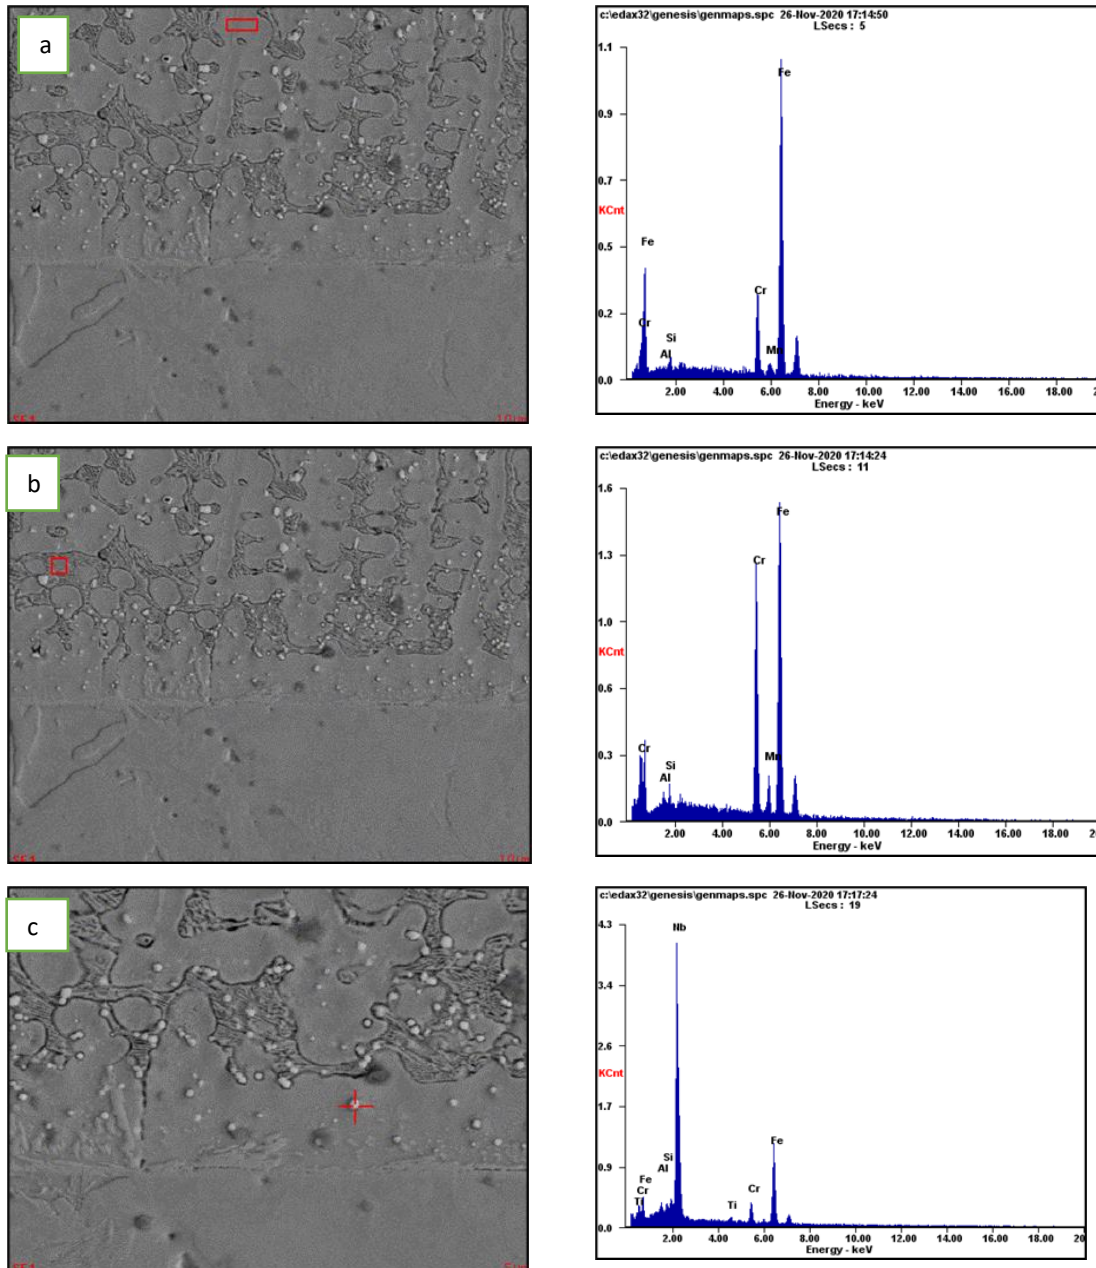 a
SE1
10µm
c:\edax32\genesis\genmaps.spc 26-Nov-2020 17:14:50
LSecs : 5
1.1
0.9
0.7
KCnt
0.5
0.2
0.0
Fe
Fe
Cr
Cr
Si
Al
Mn
2.00 4.00 6.00 8.00 10.00 12.00 14.00 16.00 18.00
Energy - keV
b
SE1
10µm
c:\edax32\genesis\genmaps.spc 26-Nov-2020 17:14:24
LSecs : 11
1.6
1.3
1.0
KCnt
0.6
0.3
0.0
Fe
Cr
Cr
Si
Al
Mn
2.00 4.00 6.00 8.00 10.00 12.00 14.00 16.00 18.00
Energy - keV
c
SE1
5µm
c:\edax32\genesis\genmaps.spc 26-Nov-2020 17:17:24
LSecs : 19
4.3
3.4
2.6
KCnt
1.7
0.9
0.0
Nb
Fe
Si
Al
Fe
Cr
Ti
Ti
Cr
2.00 4.00 6.00 8.00 10.00 12.00 14.00 16.00 18.00 20
Energy - keV